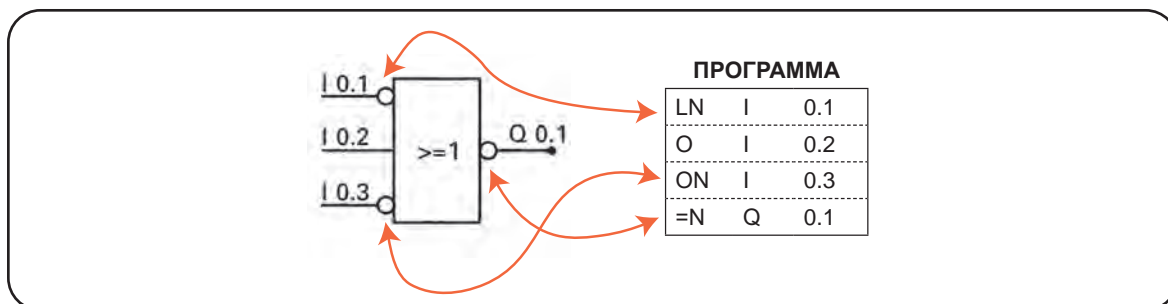 I 0.1
I 0.2
I 0.3
>=1
Q 0.1
ПРОГРАММА
LN I 0.1
O I 0.2
ON I 0.3
=N Q 0.1